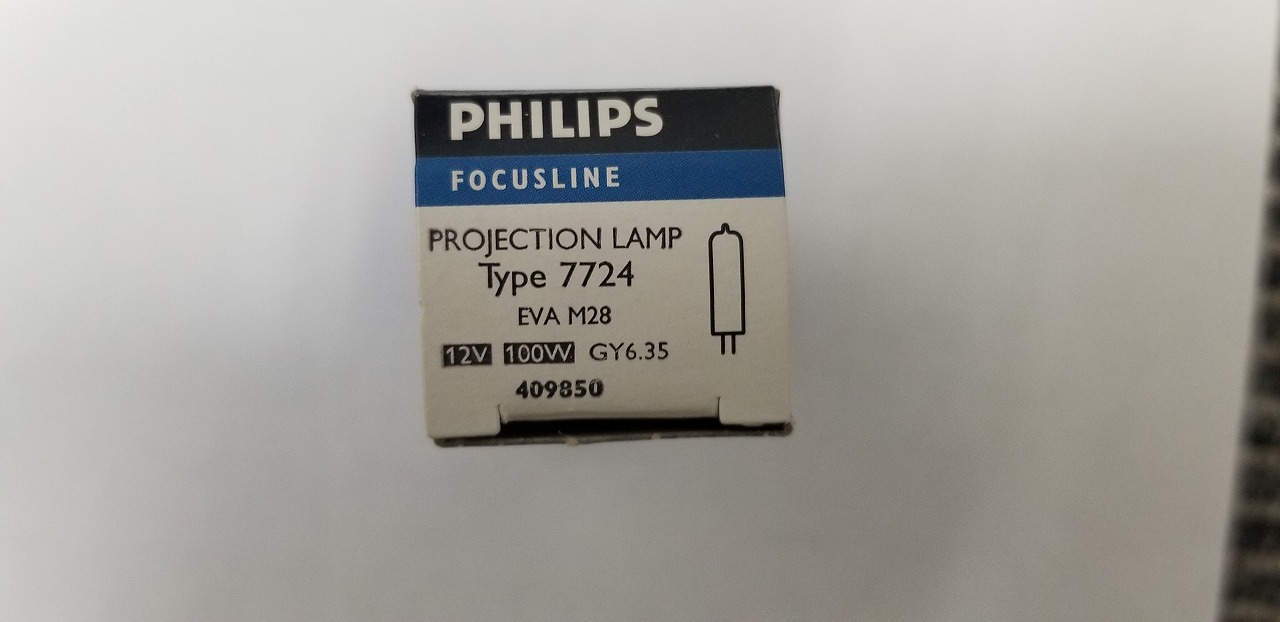 PHILIPS
FOCUSLINE
PROJECTION LAMP
Type 7724
EVA M28
12V 100W GY6.35
409850